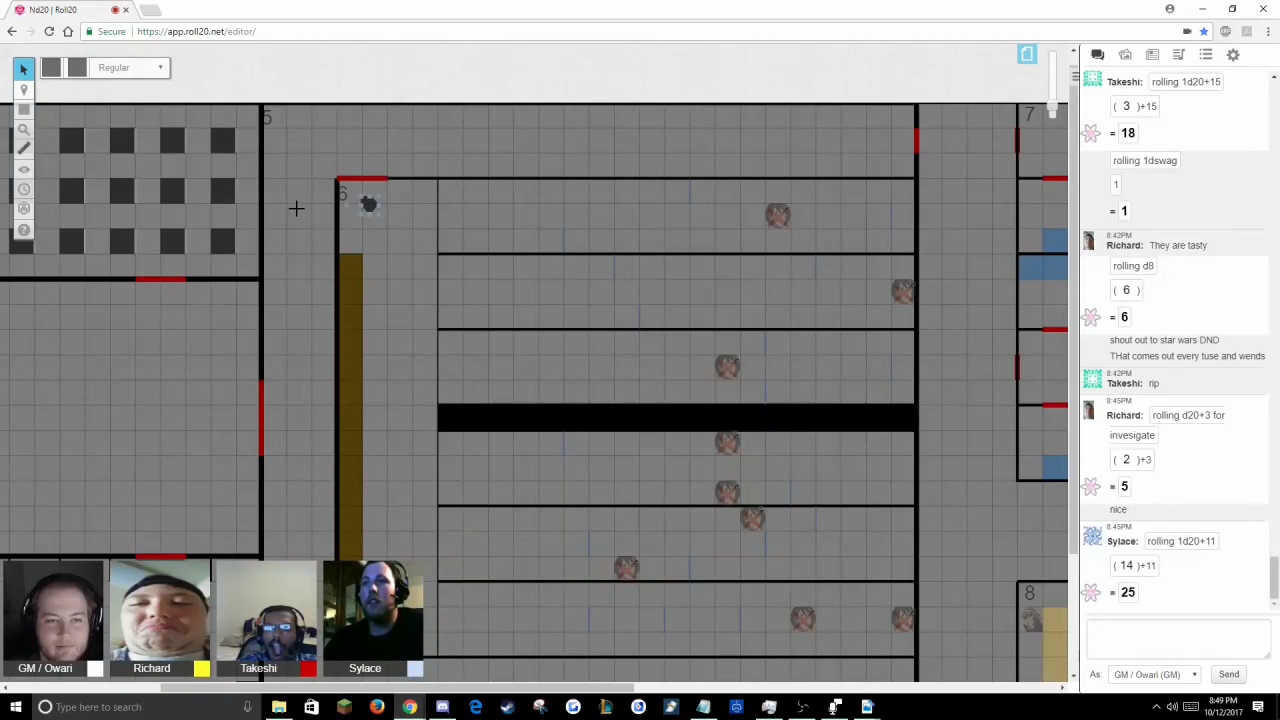 Nd20 | Roll20
Secure
https://app.roll20.net/editor/
Regular
5
6
7
8
Takeshi: rolling 1d20+15
( 3 )+15
= 18
rolling 1dswag
1
= 1
8:42PM
Richard: They are tasty
rolling d8
( 6 )
= 6
shout out to star wars DND
THat comes out every tuse and wends
8:42PM
Takeshi: rip
8:45PM
Richard: rolling d20+3 for
invesigate
( 2 )+3
= 5
nice
8:45PM
Sylace: rolling 1d20+11
( 14 )+11
= 25
As: GM / Owari (GM)
Send
GM / Owari
Richard
Takeshi
Sylace
Type here to search
8:49 PM
10/12/2017